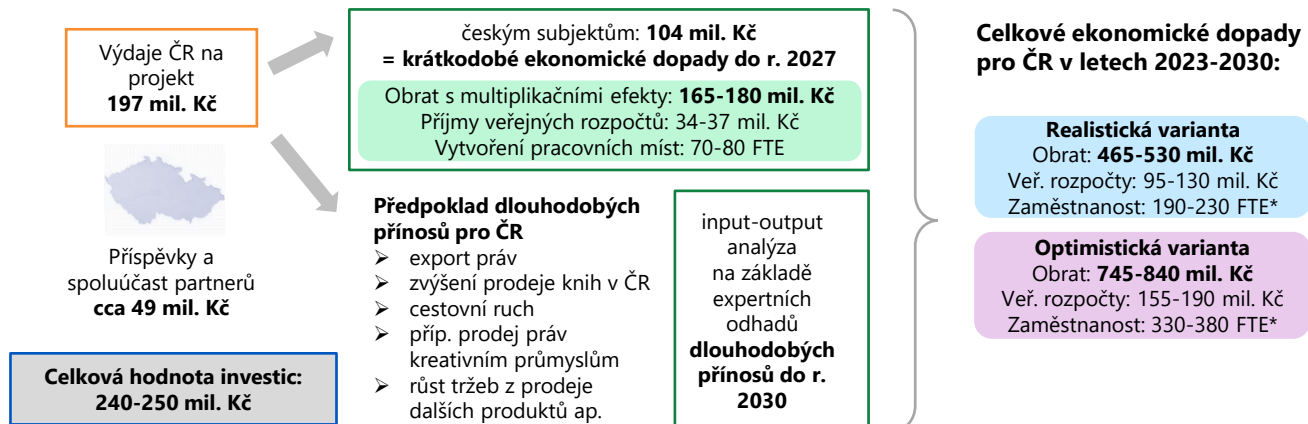 Výdaje ČR na
projekt
197 mil. Kč
Příspěvky a
spoluúčast partnerů
cca 49 mil. Kč
Celková hodnota investic:
240-250 mil. Kč
českým subjektům: 104 mil. Kč
= krátkodobé ekonomické dopady do r. 2027
Obrat s multiplikačními efekty: 165-180 mil. Kč
Příjmy veřejných rozpočtů: 34-37 mil. Kč
Vytvoření pracovních míst: 70-80 FTE
Předpoklad dlouhodobých
přínosů pro ČR
➢ export práv
➢ zvýšení prodeje knih v ČR
➢ cestovní ruch
➢ příp. prodej práv
kreativním průmyslům
➢ růst tržeb z prodeje
dalších produktů ap.
input-output
analýza
na základě
expertních
odhadů
dlouhodobých
přínosů do r.
2030
Celkové ekonomické dopady
pro ČR v letech 2023-2030:
Realistická varianta
Obrat: 465-530 mil. Kč
Veř. rozpočty: 95-130 mil. Kč
Zaměstnanost: 190-230 FTE*
Optimistická varianta
Obrat: 745-840 mil. Kč
Veř. rozpočty: 155-190 mil. Kč
Zaměstnanost: 330-380 FTE*